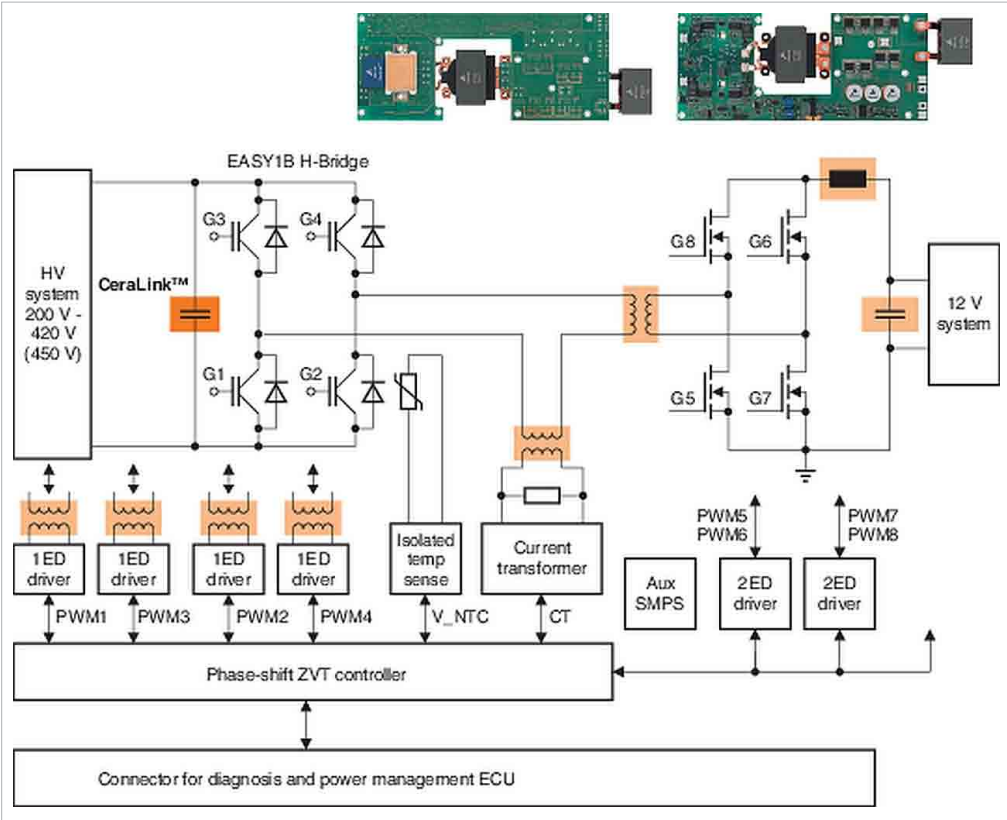 EASY1B H-Bridge
G3
G4
G8
G6
HV
system
200 V -
420 V
(450 V)
CeraLink™
12 V
system
G1
G2
G5
G7
PWM5
PWM6
PWM7
PWM8
1ED
driver
1ED
driver
1ED
driver
1ED
driver
Isolated
temp
sense
Current
transformer
Aux
SMPS
2ED
driver
2ED
driver
PWM1
PWM3
PWM2
PWM4
V_NTC
CT
Phase-shift ZVT controller
Connector for diagnosis and power management ECU